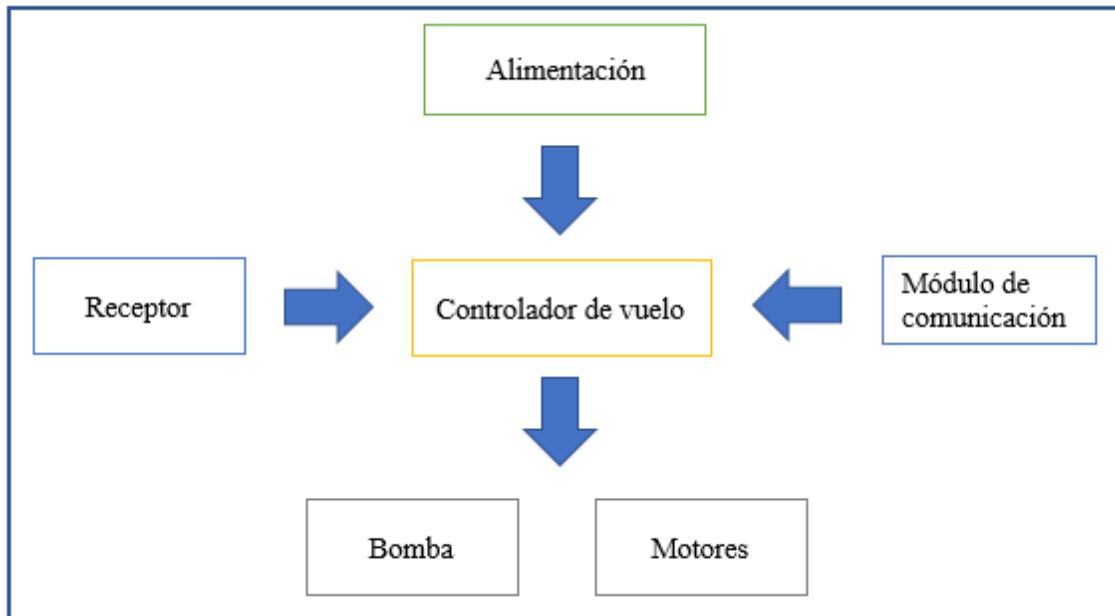 Alimentación
Receptor
Controlador de vuelo
Módulo de
comunicación
Bomba
Motores